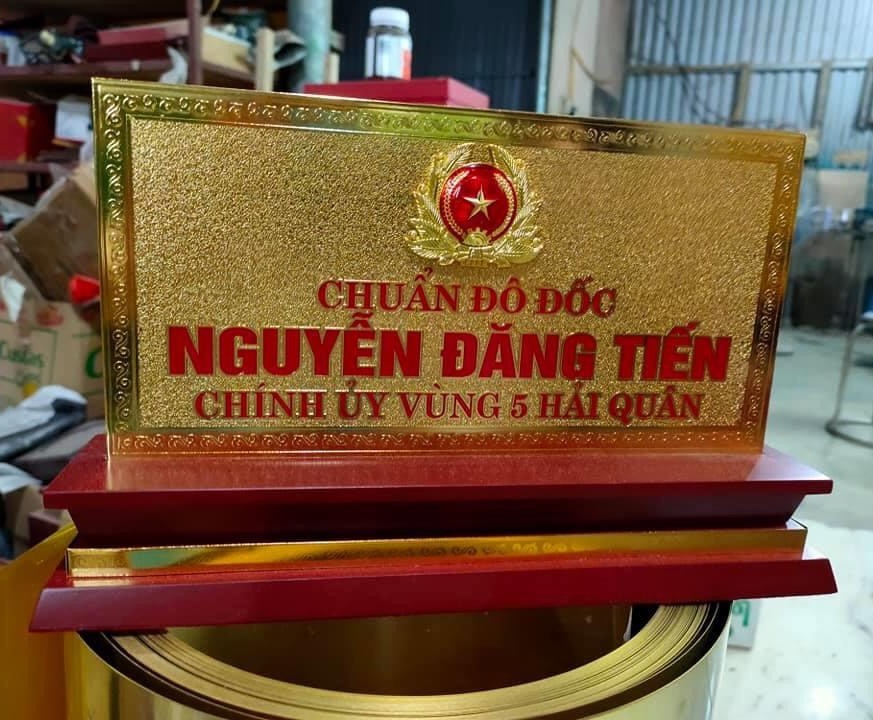 CHUẨN ĐÔ ĐỐC
NGUYỄN ĐĂNG TIẾN
CHÍNH ỦY VÙNG 5 HẢI QUÂN